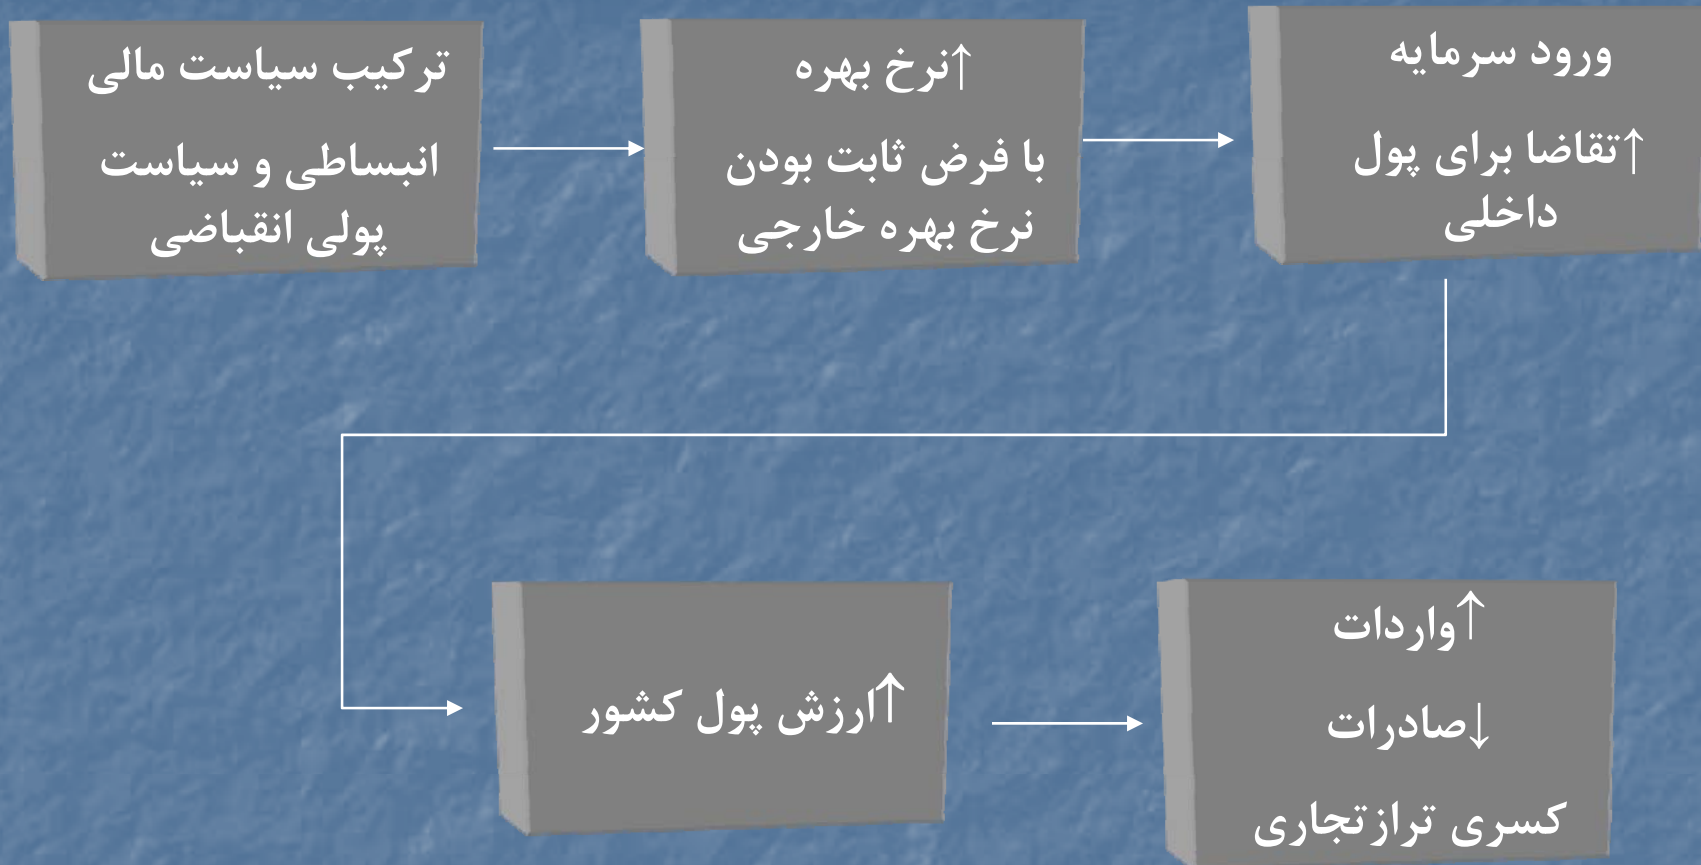 ترکیب سیاست مالی
انبساطی و سیاست
پولی انقباضی
↑نرخ بهره
با فرض ثابت بودن
نرخ بهره خارجی
ورود سرمایه
↑تقاضا برای پول
داخلی
↑ارزش پول کشور
↑واردات
↓صادرات
کسری ترازتجاری